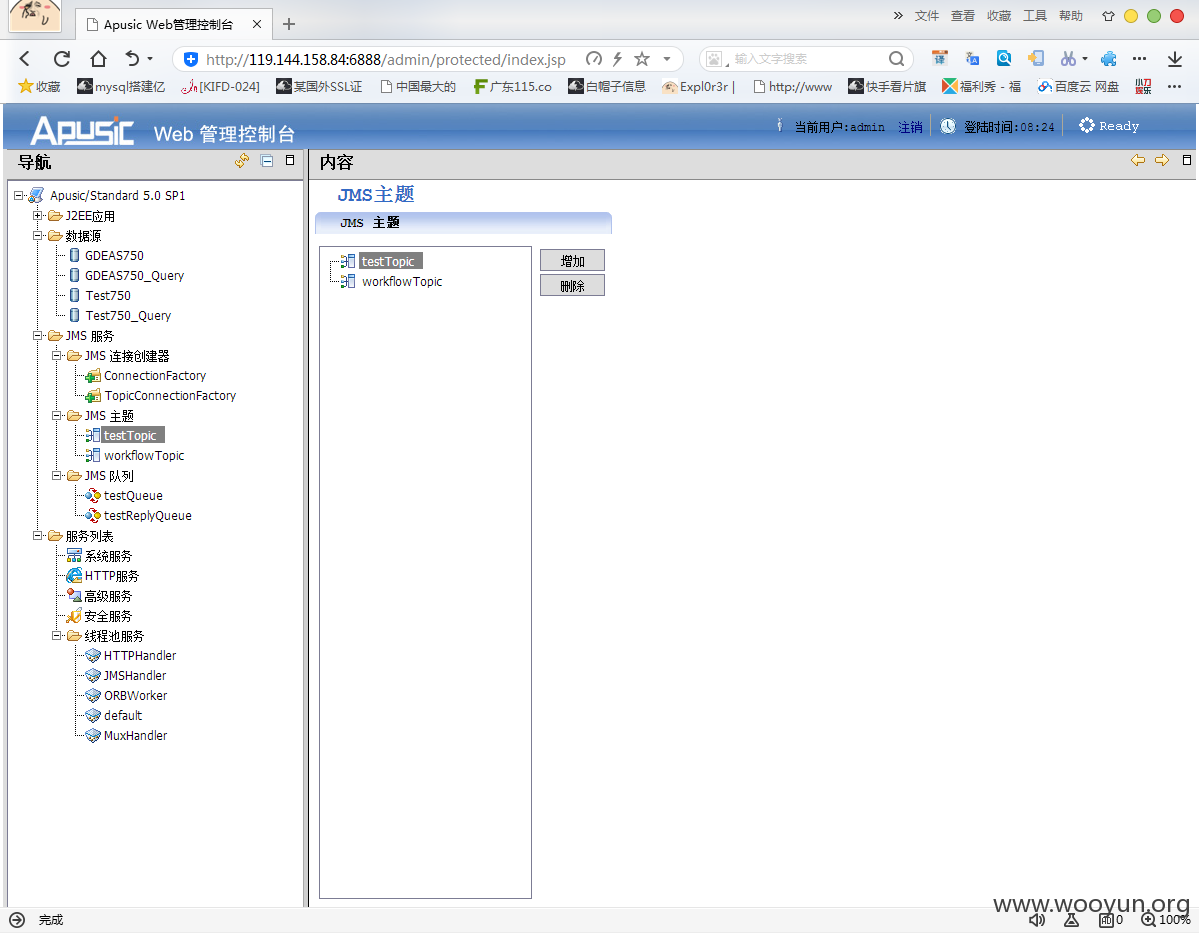 Apusic Web管理控制台
文件 查看 收藏 工具 帮助
http://119.144.158.84:6888/admin/protected/index.jsp
输入文字搜索
收藏 mysql搭建亿 [KIFD-024] 某国外SSL证 中国最大的 广东115.co 白帽子信息 Expl0r3r | http://www 快手看片旗 福利秀 - 福 百度云 网盘
Apusic Web 管理控制台
当前用户:admin 注销 登陆时间:08:24 Ready
导航
内容
Apusic/Standard 5.0 SP1
J2EE应用
数据源
GDEAS750
GDEAS750_Query
Test750
Test750_Query
JMS 服务
JMS 连接创建器
ConnectionFactory
TopicConnectionFactory
JMS 主题
testTopic
workflowTopic
JMS 队列
testQueue
testReplyQueue
服务列表
系统服务
HTTP服务
高级服务
安全服务
线程池服务
HTTPHandler
JMSHandler
ORBWorker
default
MuxHandler
JMS主题
JMS 主题
testTopic
workflowTopic
增加
删除
www.wooyun.org
完成
0
100%